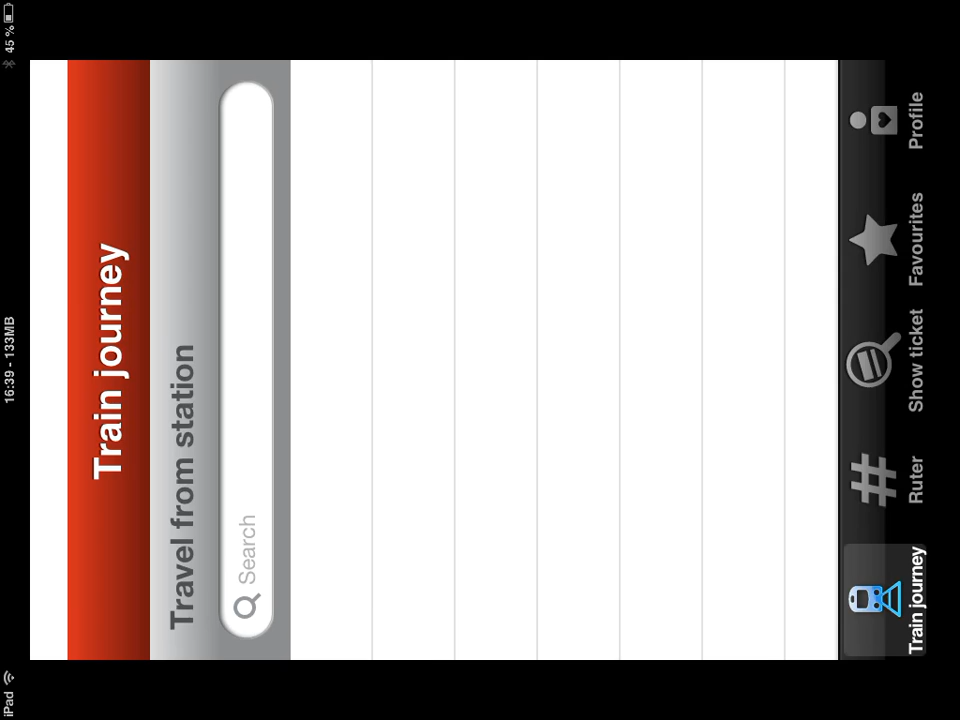 iPad
16:39 - 133MB
45 %
Train journey
Travel from station
Search
Train journey
Ruter
Show ticket
Favourites
Profile